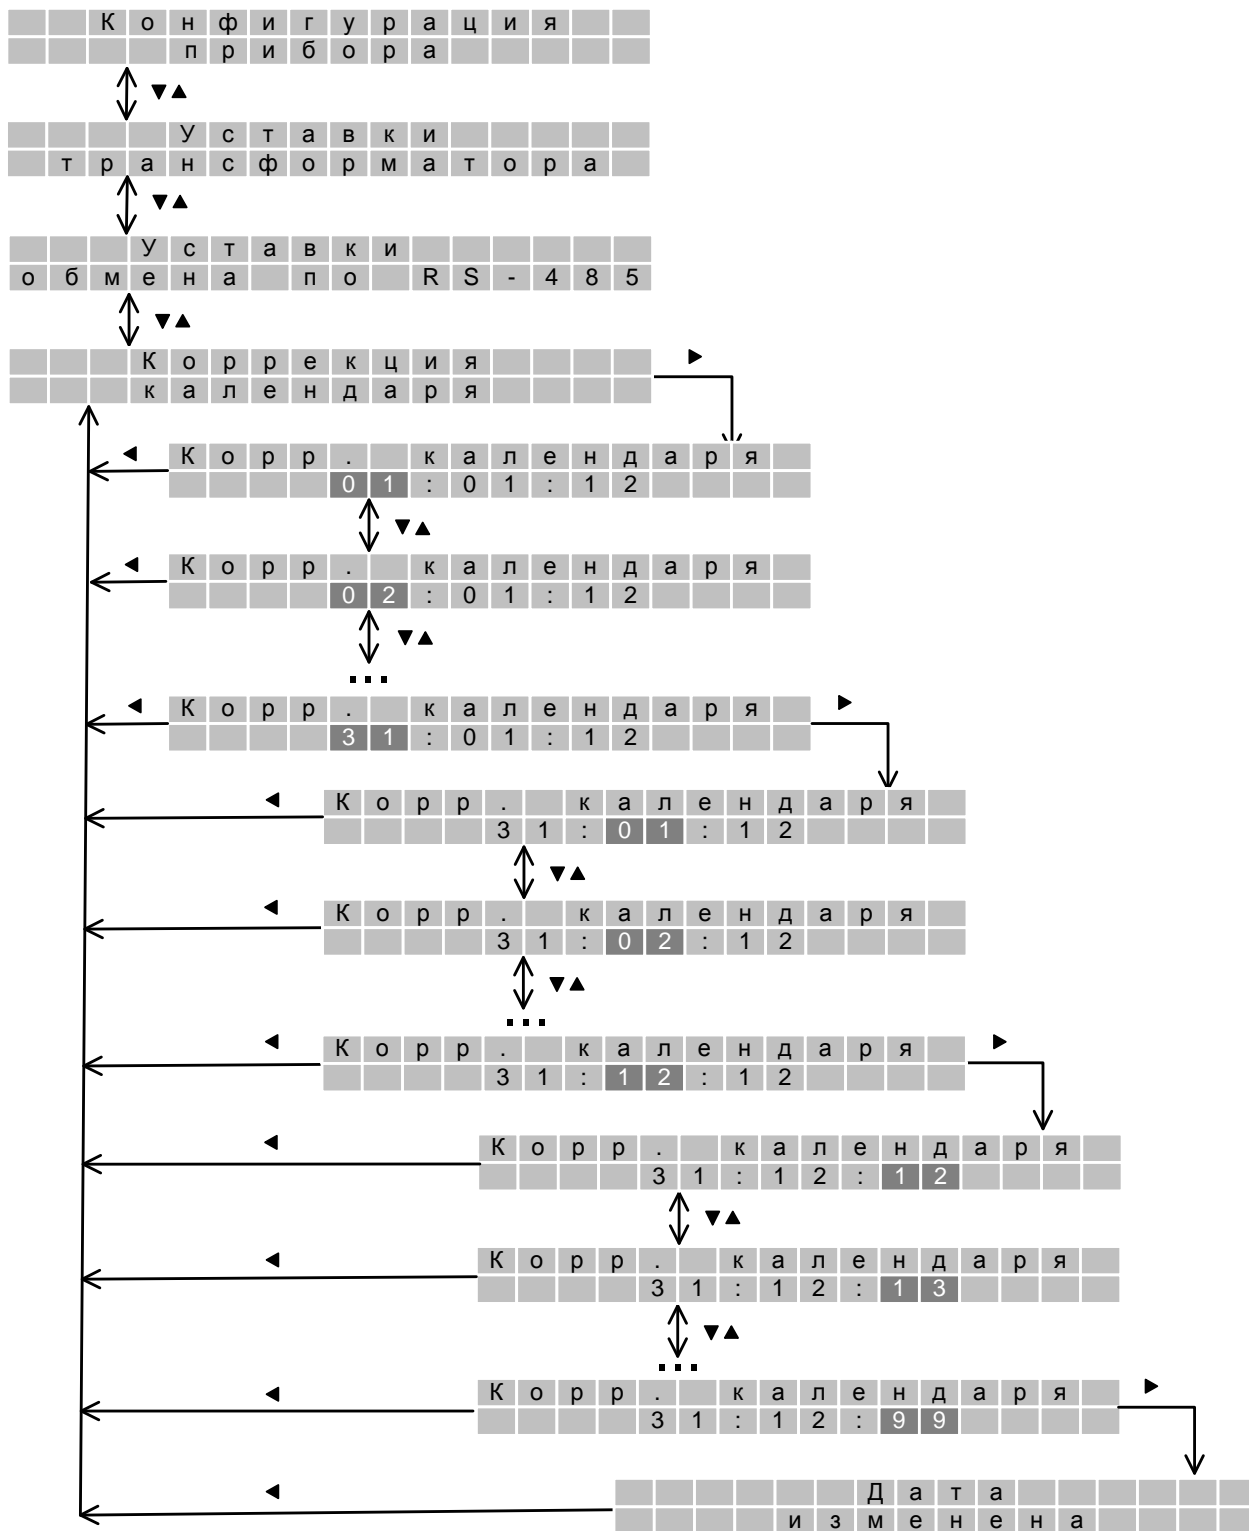 Конфигурация
прибора
▼▲
Уставки
трансформатора
▼▲
Уставки
обмена по RS-485
▼▲
Коррекция
календаря
►
◄
Корр. календаря
01:01:12
▼▲
◄
Корр. календаря
02:01:12
▼▲
...
◄
Корр. календаря
►
31:01:12
◄
Корр. календаря
31:01:12
▼▲
◄
Корр. календаря
31:02:12
▼▲
...
◄
Корр. календаря
►
31:12:12
◄
Корр. календаря
31:12:12
▼▲
◄
Корр. календаря
31:12:13
▼▲
...
◄
Корр. календаря
►
31:12:99
◄
Дата
изменена